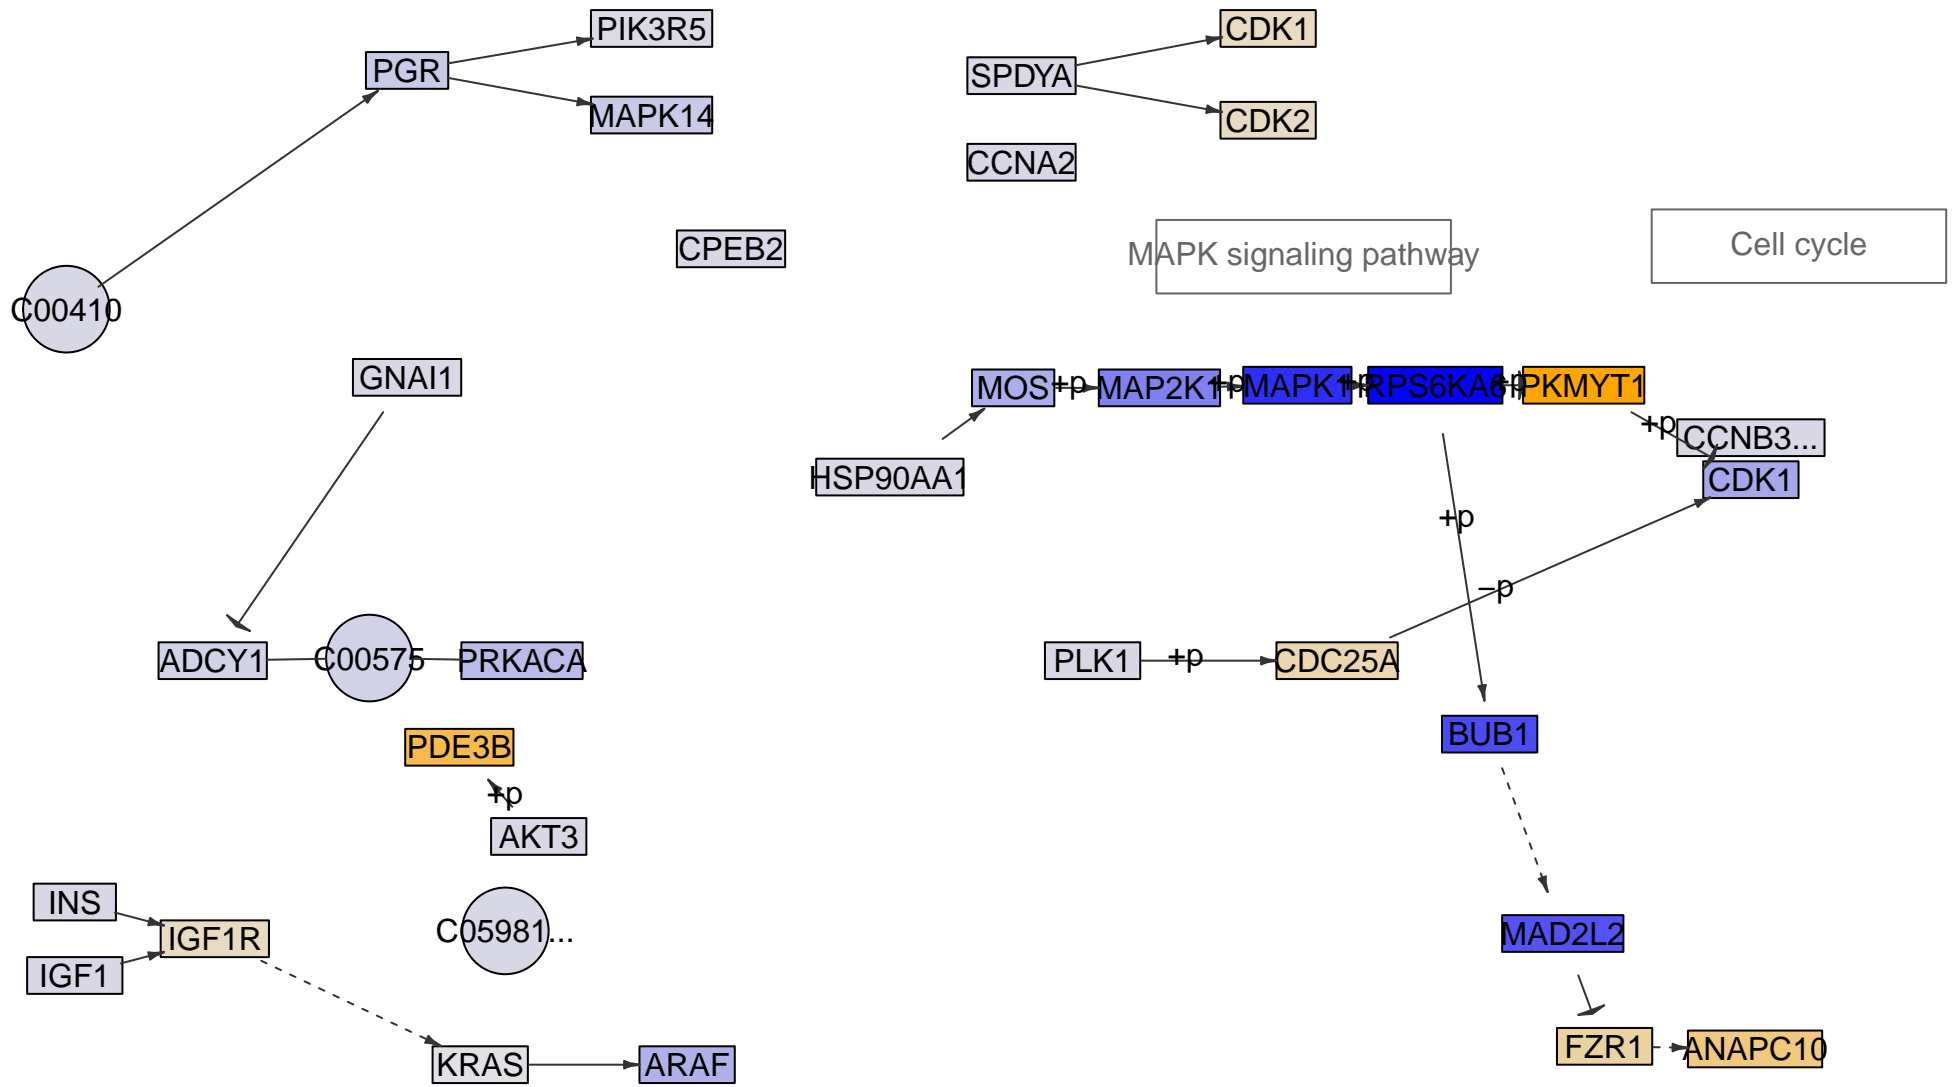 PIK3R5
CDK1
PGR
SPDYA
MAPK14
CDK2
CCNA2
CPEB2
MAPK signaling pathway
Cell cycle
C00410
GNAI1
MOS
+p
MAP2K1
+p
MAPK1
+p
RPS6KA6
+p
PKMYT1
+p
CCNB3...
HSP90AA1
CDK1
+p
−p
ADCY1
C00575
PRKACA
PLK1
+p
CDC25A
BUB1
PDE3B
+p
AKT3
INS
IGF1R
C05981...
MAD2L2
IGF1
KRAS
ARAF
FZR1
ANAPC10